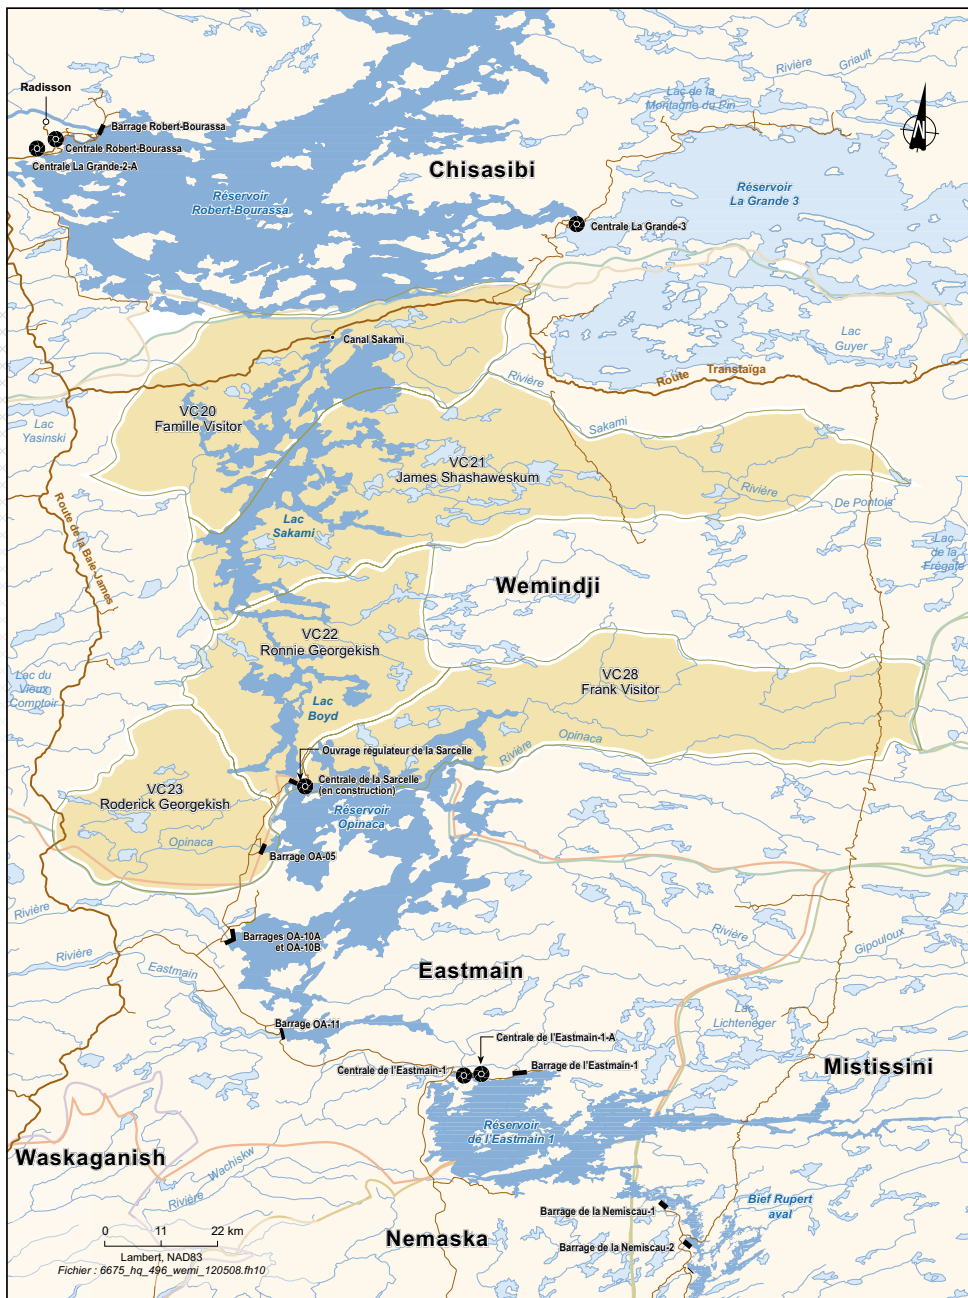 Rivière
Griault
Lac de la
Montagne du Pin
Radisson
Barrage Robert-Bourassa
Centrale Robert-Bourassa
Centrale La Grande-2-A
N
Chisasibi
Réservoir
Robert-Bourassa
Réservoir
La Grande 3
Centrale La Grande-3
Canal Sakami
Lac
Guyer
Route Transtaïga
Rivière
Sakami
VC20
Famille Visitor
Lac
Yasinski
VC21
James Shashaweskum
Rivière
De Pontois
Route de la Baie James
Lac
Sakami
Lac
de la
Frégate
Wemindji
VC22
Ronnie Georgekish
VC28
Frank Visitor
Lac du
Vieux
Comptoir
Lac
Boyd
Rivière
Opinaca
Ouvrage régulateur de la Sarcelle
Centrale de la Sarcelle
(en construction)
VC23
Roderick Georgekish
Réservoir
Opinaca
Opinaca
Barrage OA-05
Rivière
Barrages OA-10A
et OA-10B
Rivière
Rivière
Gipouloux
Eastmain
Eastmain
Lac
Lichteneger
Barrage OA-11
Centrale de l'Eastmain-1-A
Centrale de l'Eastmain-1
Barrage de l'Eastmain-1
Mistissini
Réservoir
de l'Eastmain 1
Waskaganish
Wachiskw
Rivière
Bief Rupert
aval
Barrage de la Nemiscau-1
Nemaska
Barrage de la Nemiscau-2
0 11 22 km
Lambert, NAD83
Fichier : 6675_hq_496_wemi_120508.fh10